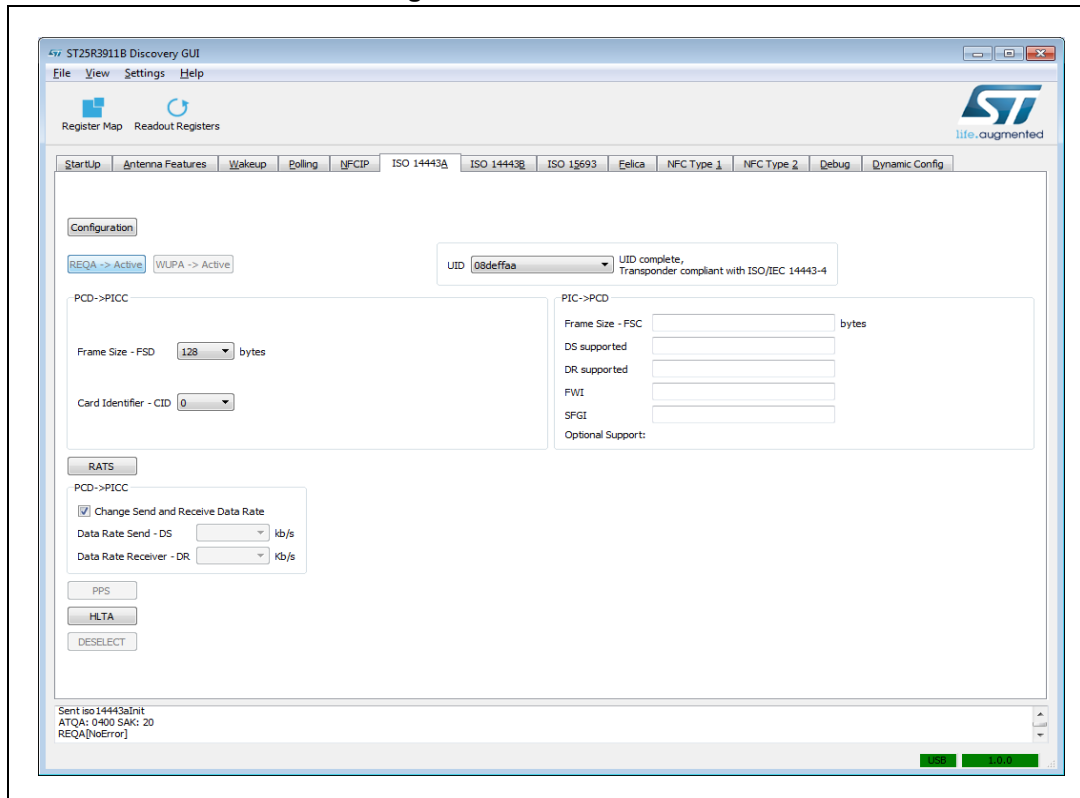 ST25R3911B Discovery GUI
File View Settings Help
Register Map Readout Registers
life.augmented
StartUp Antenna Features Wakeup Polling NFCIP ISO 14443A ISO 14443B ISO 15693 Felica NFC Type 1 NFC Type 2 Debug Dynamic Config
Configuration
REQA -> Active WUPA -> Active
UID 08deffaa
UID complete,
Transponder compliant with ISO/IEC 14443-4
PCD->PICC
Frame Size - FSD 128 bytes
Card Identifier - CID 0
PIC->PCD
Frame Size - FSC bytes
DS supported
DR supported
FWI
SFGI
Optional Support:
RATS
PCD->PICC
Change Send and Receive Data Rate
Data Rate Send - DS kb/s
Data Rate Receiver - DR Kb/s
PPS
HLTA
DESELECT
Sent iso14443aInit
ATQA: 0400 SAK: 20
REQA[NoError]
USB 1.0.0